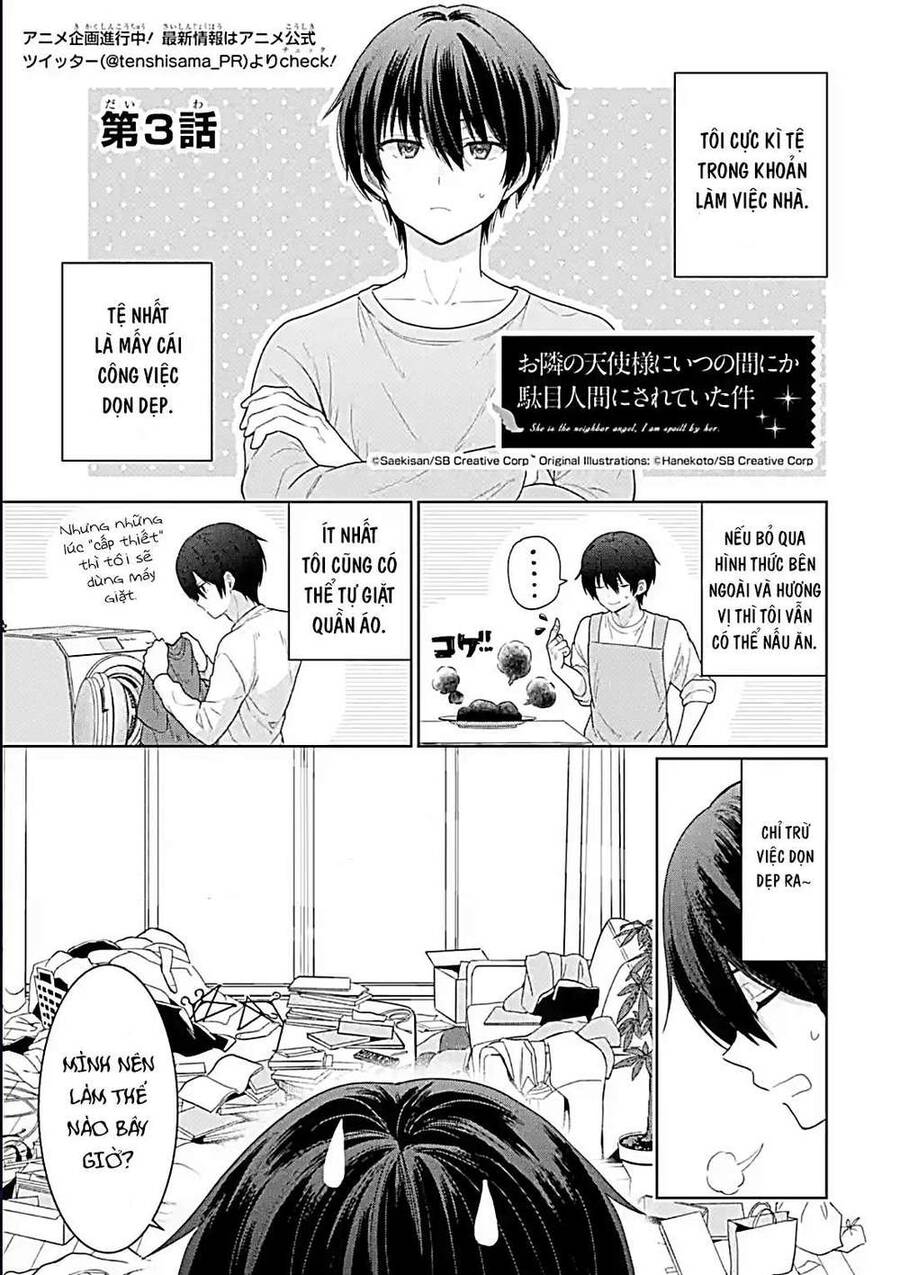 アニメ企画進行中! 最新情報はアニメ公式
ツイッター(@tenshisama_PR)よりcheck!
第3話
TÔI CỰC KÌ TỆ
TRONG KHOẢN
LÀM VIỆC NHÀ.
TỆ NHẤT
LÀ MẤY CÁI
CÔNG VIỆC
DỌN DẸP.
お隣の天使様にいつの間にか
駄目人間にされていた件
She is the neighbor angel, I am spoilt by her.
©Saekisan/SB Creative Corp Original Illustrations: ©Hanekoto/SB Creative Corp
NẾU BỎ QUA
HÌNH THỨC BÊN
NGOÀI VÀ HƯƠNG
VỊ THÌ TÔI VẪN
CÓ THỂ NẤU ĂN.
コゲ…
ÍT NHẤT
TÔI CŨNG CÓ
THỂ TỰ GIẶT
QUẦN ÁO.
Nhưng những
lúc "cấp thiết"
thì tôi sẽ
dùng máy
giặt.
CHỈ TRỪ
VIỆC DỌN
DẸP RA~
MÌNH NÊN
LÀM THẾ
NÀO BÂY
GIỜ?